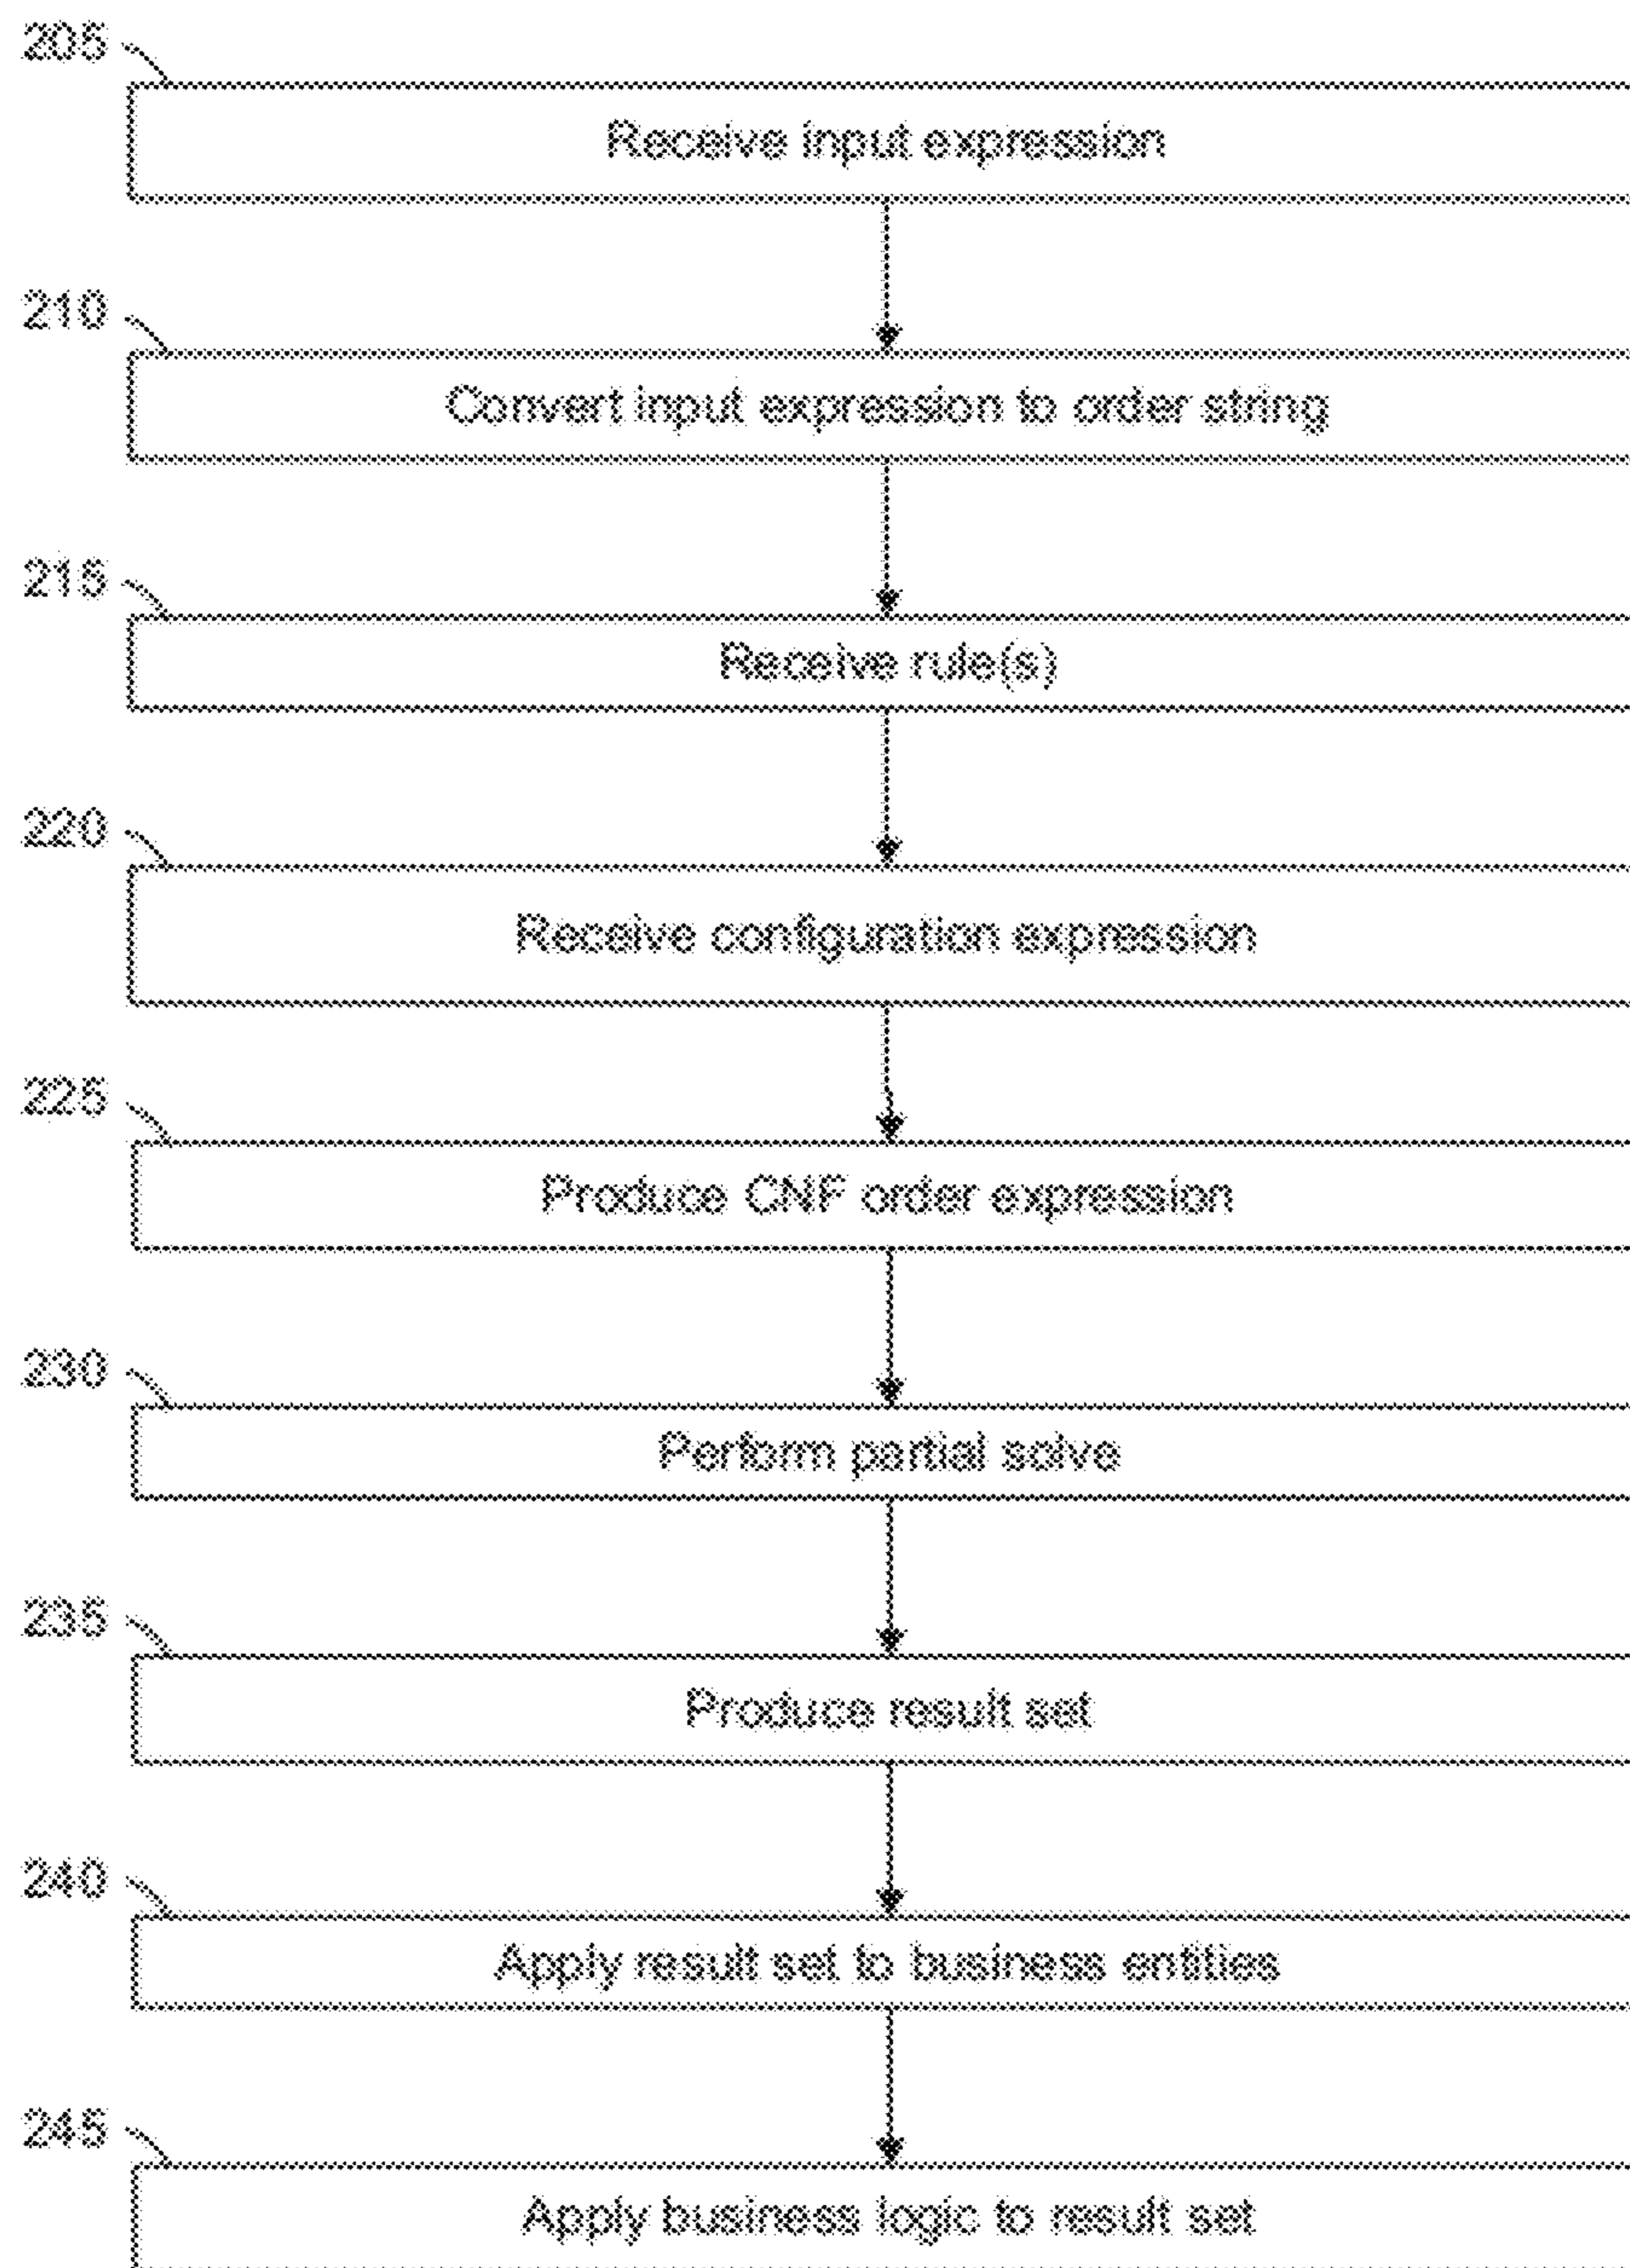 205
Receive input expression
210
Convert input expression to order string
215
Receive rule(s)
220
Receive configuration expression
225
Produce CNF order expression
230
Perform partial solve
235
Produce result set
240
Apply result set to business entities
245
Apply business logic to result set